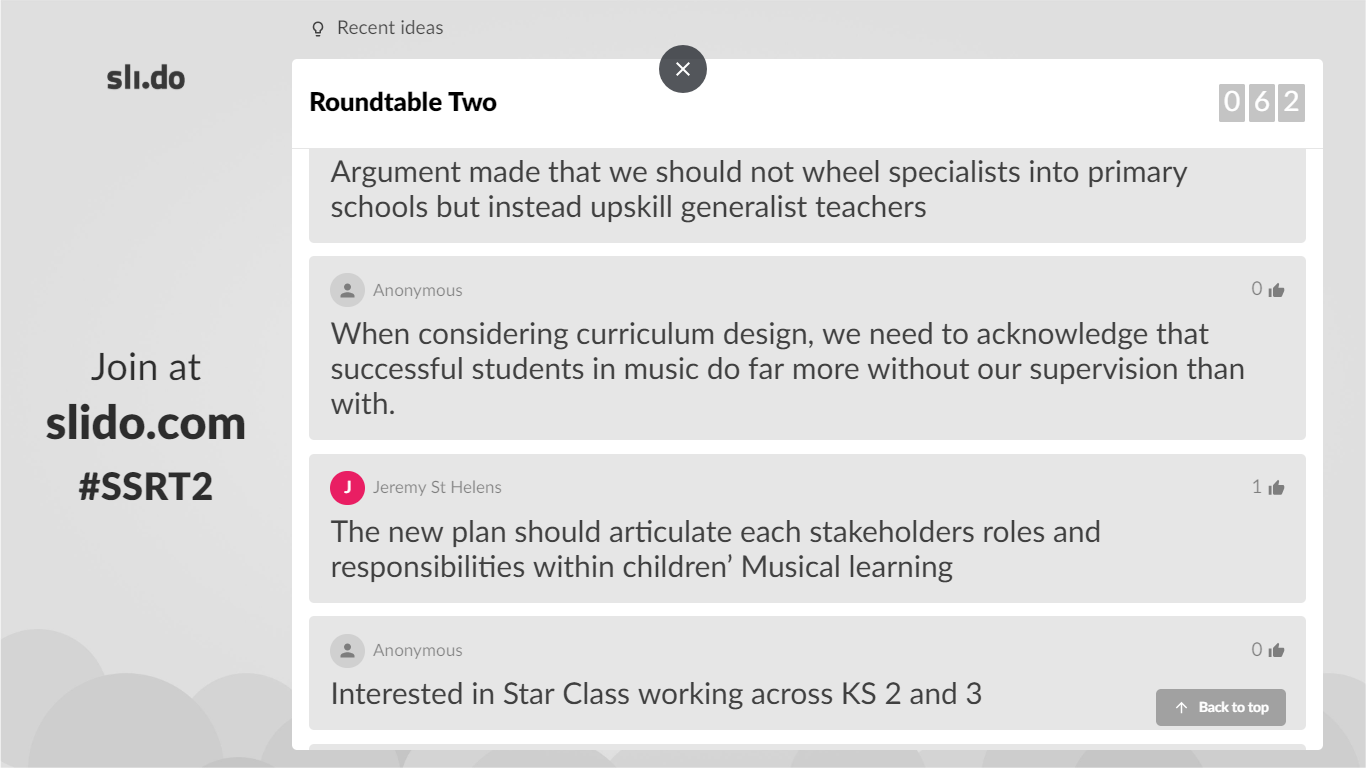 Recent ideas
sli.do
Roundtable Two
062
Argument made that we should not wheel specialists into primary
schools but instead upskill generalist teachers
Anonymous
0
When considering curriculum design, we need to acknowledge that
successful students in music do far more without our supervision than
with.
Join at
slido.com
#SSRT2
J
Jeremy St Helens
1
The new plan should articulate each stakeholders roles and
responsibilities within children’ Musical learning
Anonymous
0
Interested in Star Class working across KS 2 and 3
Back to top